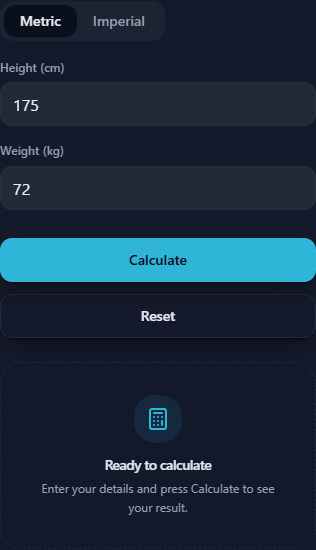 Metric Imperial
Height (cm)
175
Weight (kg)
72
Calculate
Reset
Ready to calculate
Enter your details and press Calculate to see
your result.